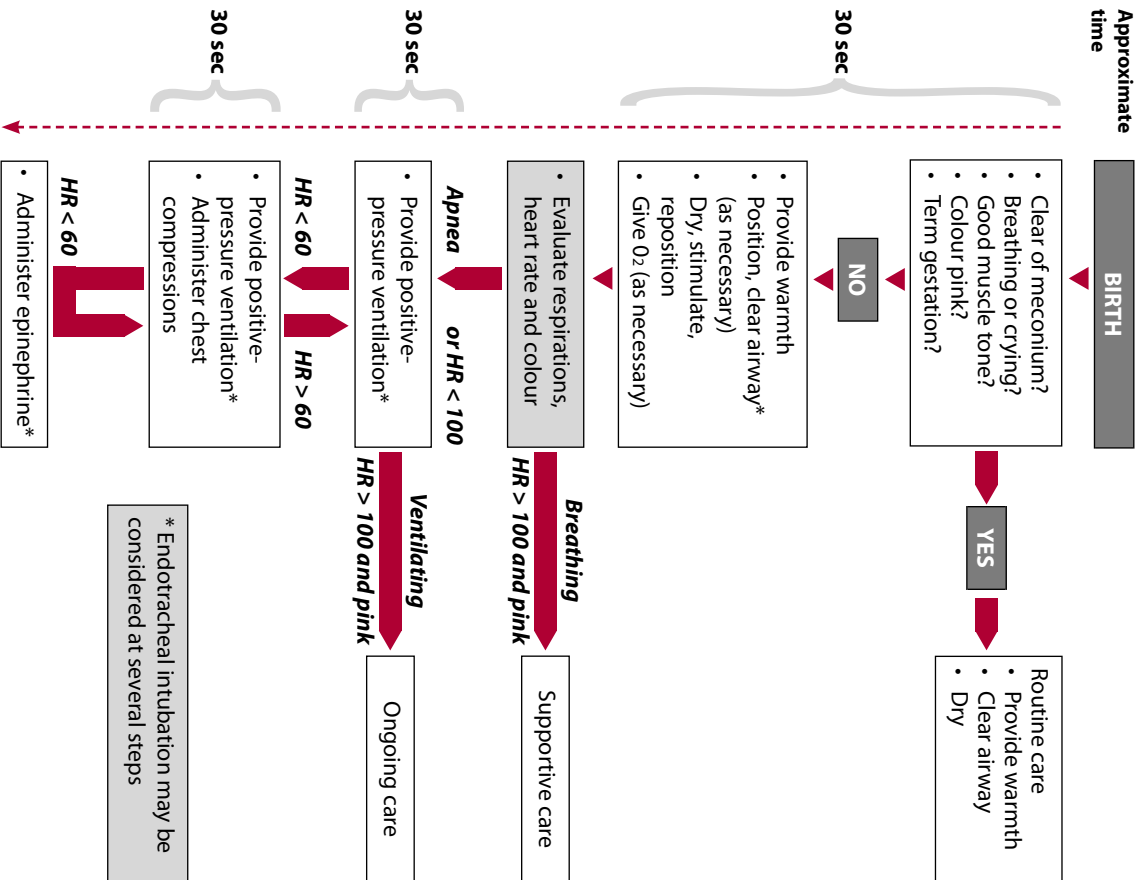 Approximate
time
BIRTH
30 sec
• Clear of meconium?
• Breathing or crying?
• Good muscle tone?
• Colour pink?
• Term gestation?
YES
Routine care
• Provide warmth
• Clear airway
• Dry
NO
• Provide warmth
• Position, clear airway*
(as necessary)
• Dry, stimulate,
reposition
• Give 02 (as necessary)
• Evaluate respirations,
heart rate and colour
Breathing
HR > 100 and pink
Supportive care
Apnea or HR < 100
30 sec
• Provide positive-
pressure ventilation*
Ventilating
HR > 100 and pink
Ongoing care
HR < 60
HR > 60
30 sec
• Provide positive-
pressure ventilation*
• Administer chest
compressions
HR < 60
• Administer epinephrine*
* Endotracheal intubation may be
considered at several steps